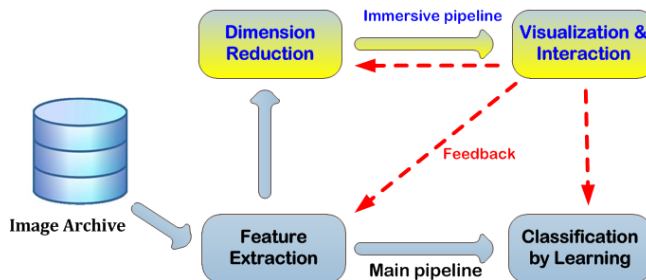 Dimension
Reduction
Immersive pipeline
Visualization &
Interaction
Feedback
Image Archive
Feature
Extraction
Main pipeline
Classification
by Learning